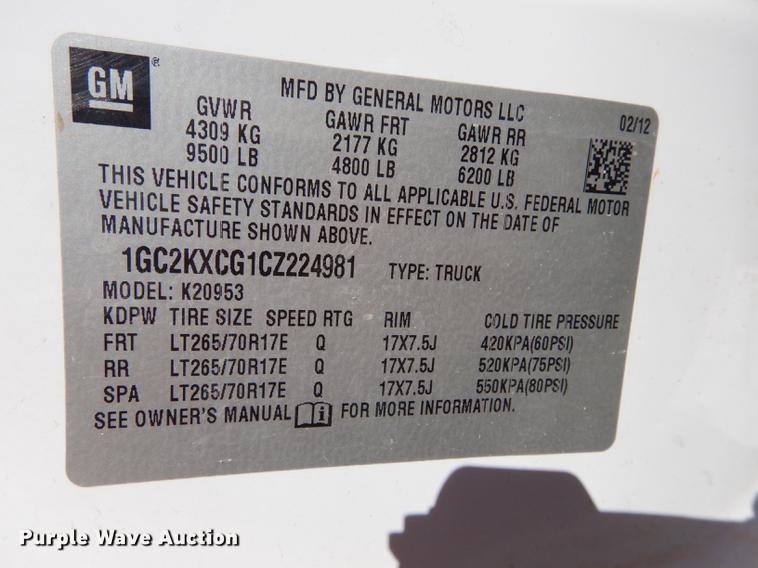 GM ®
MFD BY GENERAL MOTORS LLC
02/12
GVWR GAWR FRT GAWR RR
4309 KG 2177 KG 2812 KG
9500 LB 4800 LB 6200 LB
THIS VEHICLE CONFORMS TO ALL APPLICABLE U.S. FEDERAL MOTOR
VEHICLE SAFETY STANDARDS IN EFFECT ON THE DATE OF
MANUFACTURE SHOWN ABOVE.
1GC2KXCG1CZ224981 TYPE: TRUCK
MODEL: K20953
KDPW TIRE SIZE SPEED RTG RIM COLD TIRE PRESSURE
FRT LT265/70R17E Q 17X7.5J 420KPA(60PSI)
RR LT265/70R17E Q 17X7.5J 520KPA(75PSI)
SPA LT265/70R17E Q 17X7.5J 550KPA(80PSI)
SEE OWNER'S MANUAL i FOR MORE INFORMATION.
Purple Wave Auction